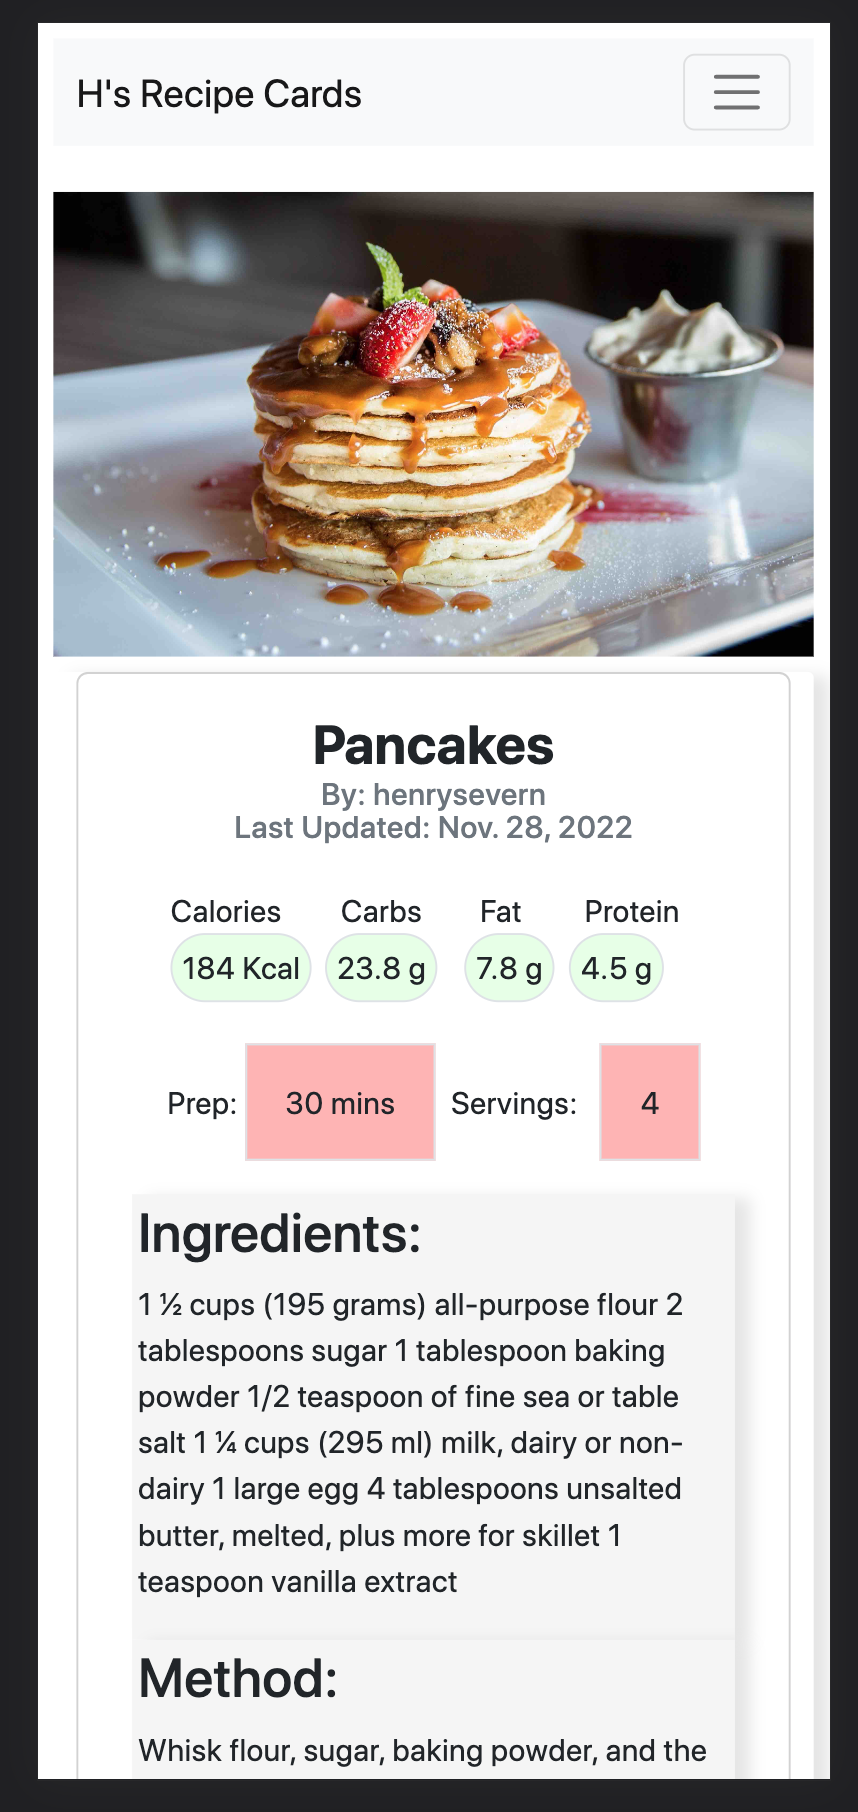 H's Recipe Cards
Pancakes
By: henrysevern
Last Updated: Nov. 28, 2022
Calories Carbs Fat Protein
184 Kcal 23.8 g 7.8 g 4.5 g
Prep: 30 mins Servings: 4
Ingredients:
1 ½ cups (195 grams) all-purpose flour 2
tablespoons sugar 1 tablespoon baking
powder 1/2 teaspoon of fine sea or table
salt 1 ¼ cups (295 ml) milk, dairy or non-
dairy 1 large egg 4 tablespoons unsalted
butter, melted, plus more for skillet 1
teaspoon vanilla extract
Method:
Whisk flour, sugar, baking powder, and the